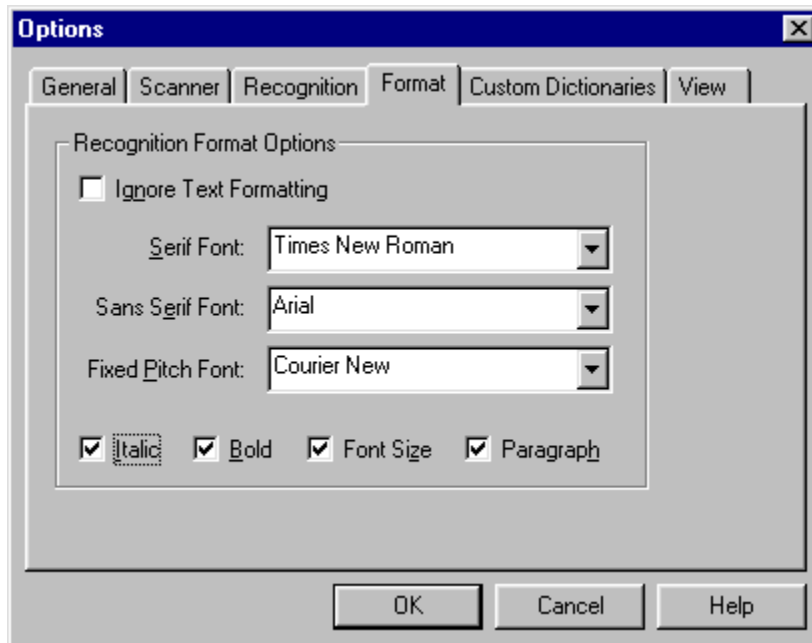 Options
General Scanner Recognition Format Custom Dictionaries View
Recognition Format Options
Ignore Text Formatting
Serif Font: Times New Roman
Sans Serif Font: Arial
Fixed Pitch Font: Courier New
Italic Bold Font Size Paragraph
OK Cancel Help